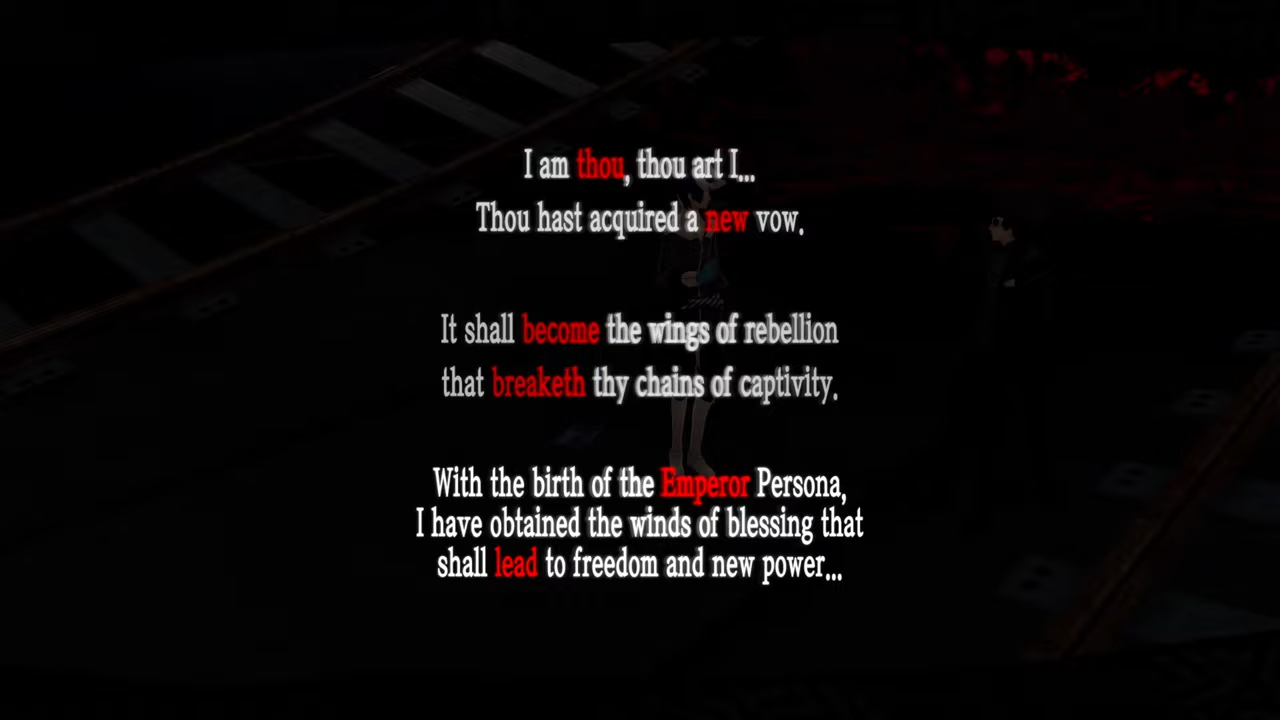 I am thou, thou art I...
Thou hast acquired a new vow.
It shall become the wings of rebellion
that breaketh thy chains of captivity.
With the birth of the Emperor Persona,
I have obtained the winds of blessing that
shall lead to freedom and new power...